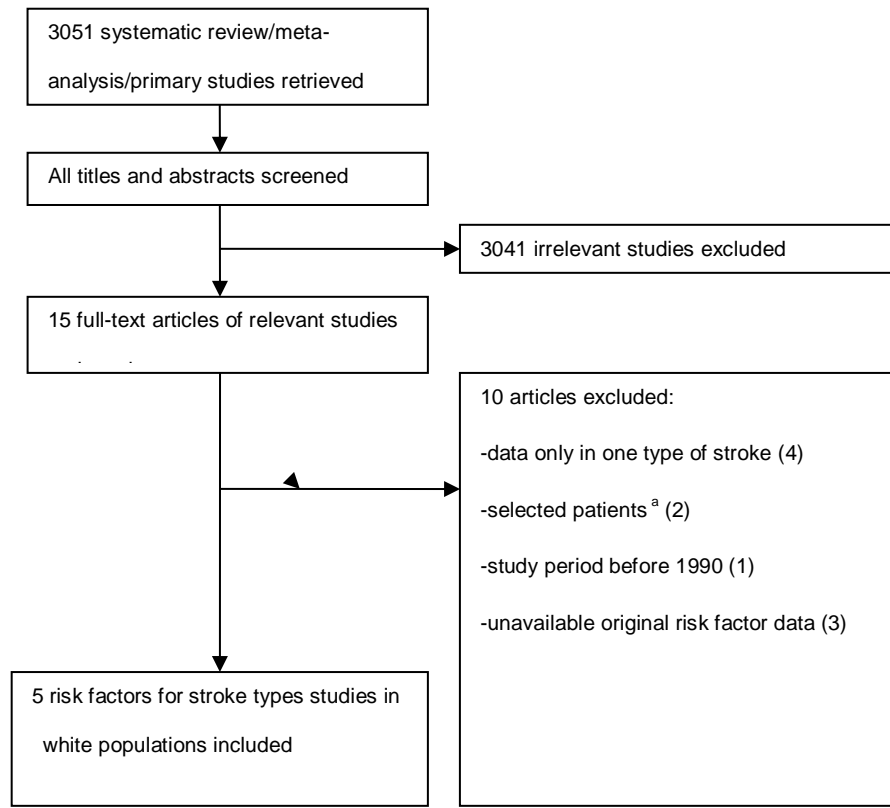 3051 systematic review/meta-
analysis/primary studies retrieved
All titles and abstracts screened
3041 irrelevant studies excluded
15 full-text articles of relevant studies
10 articles excluded:
-data only in one type of stroke (4)
-selected patients a (2)
-study period before 1990 (1)
-unavailable original risk factor data (3)
5 risk factors for stroke types studies in
white populations included